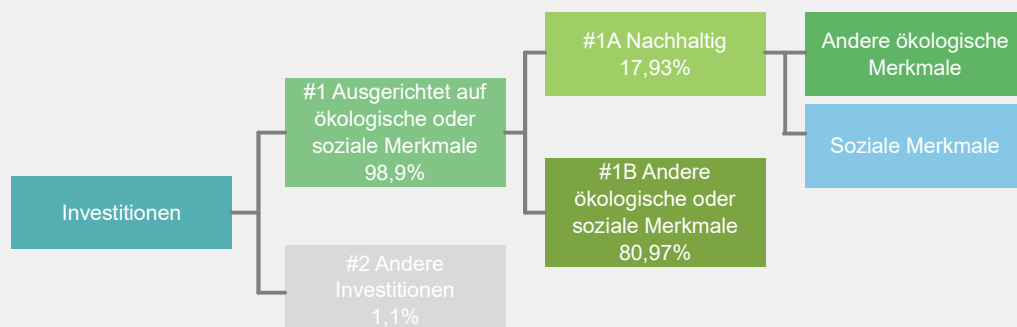 Investitionen
#1 Ausgerichtet auf
ökologische oder
soziale Merkmale
98,9%
#2 Andere
Investitionen
1,1%
#1A Nachhaltig
17,93%
#1B Andere
ökologische oder
soziale Merkmale
80,97%
Andere ökologische
Merkmale
Soziale Merkmale